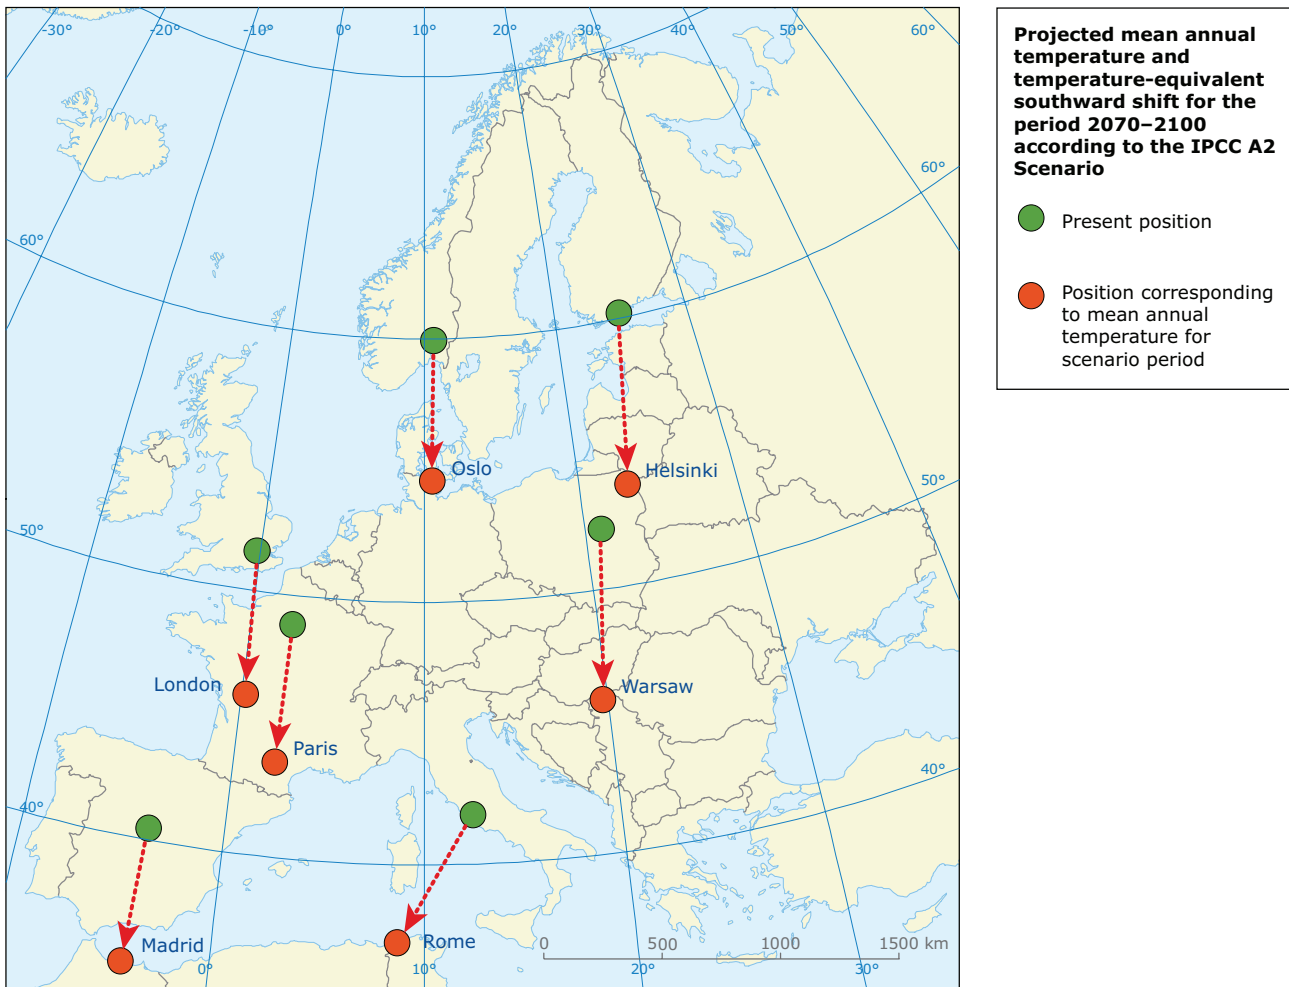 -30° -20° -10° 0° 10° 20° 30° 40° 50° 60°
60°
60°
50°
50°
40°
40°
Oslo
Helsinki
London
Warsaw
Paris
Madrid
Rome
0 500 1000 1500 km
0° 10° 20° 30°
Projected mean annual
temperature and
temperature-equivalent
southward shift for the
period 2070–2100
according to the IPCC A2
Scenario
Present position
Position corresponding
to mean annual
temperature for
scenario period